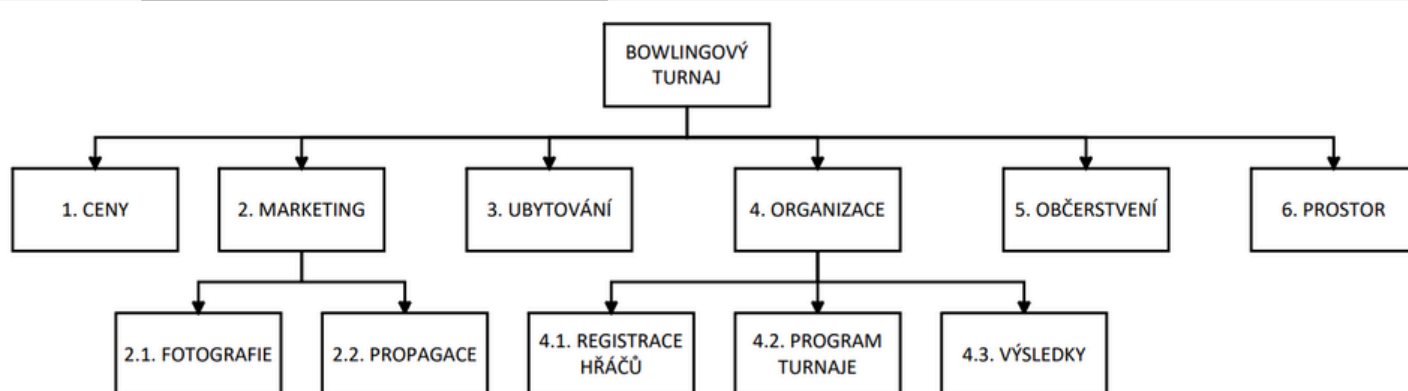 BOWLINGOVÝ
TURNAJ
1. CENY
2. MARKETING
3. UBYTOVÁNÍ
4. ORGANIZACE
5. OBČERSTVENÍ
6. PROSTOR
2.1. FOTOGRAFIE
2.2. PROPAGACE
4.1. REGISTRACE
HŘÁČŮ
4.2. PROGRAM
TURNAJE
4.3. VÝSLEDKY